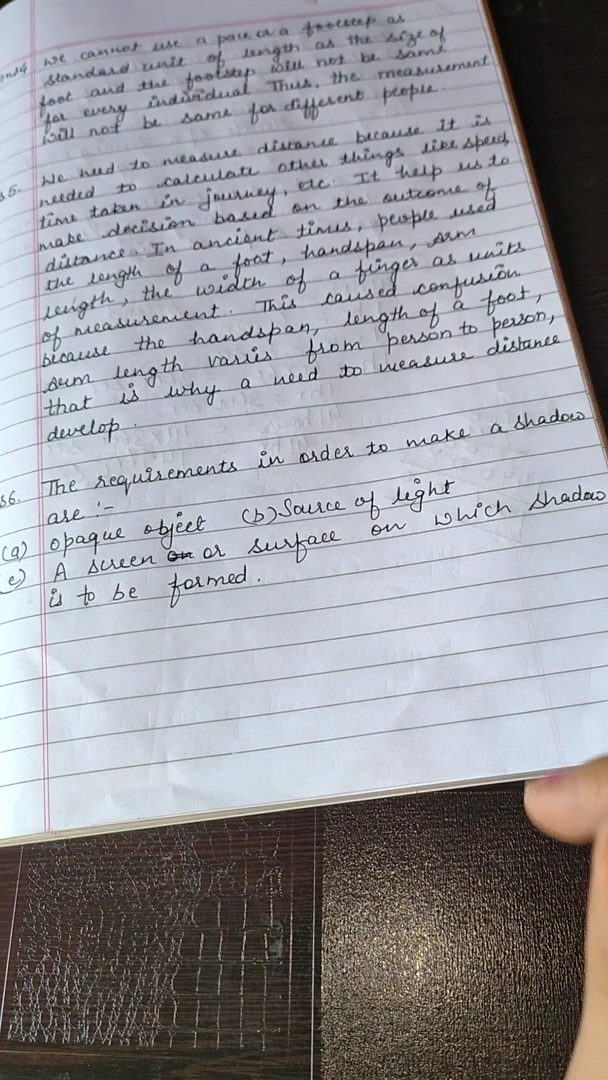 ans4 We cannot use a pace or a footstep as
standard unit of length as the size of
foot and the footstep will not be same
for every individual Thus, the measurement
will not be same for different people.
s5. We need to measure distance because it is
needed to calculate other things like speed,
time taken in journey, etc. It help us to
make decision based on the outcome of
distance. In ancient times, people used
the length of a foot, handspan, arm
length, the width of a finger as units
of measurement. This caused confusion
because the handspan, length of a foot,
arm length varies from person to person,
that is why a need to measure distance
develop.
s6. The requirements in order to make a shadow
are :-
(a) opaque object (b) Source of light
(c) A screen or or surface on which shadow
is to be formed.